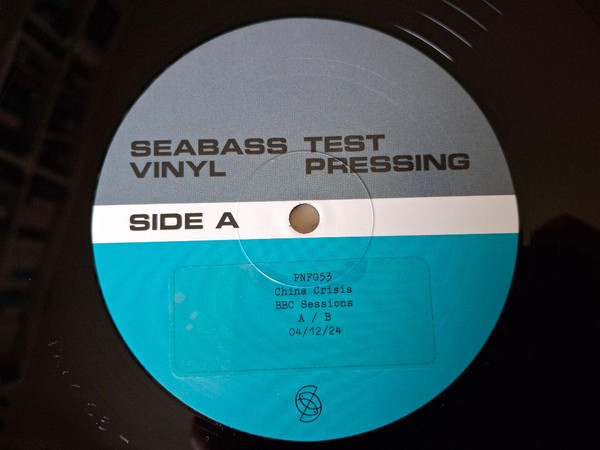 SEABASS TEST
VINYL PRESSING
SIDE A
PNFG53
China Crisis
BBC Sessions
A / B
04/12/24